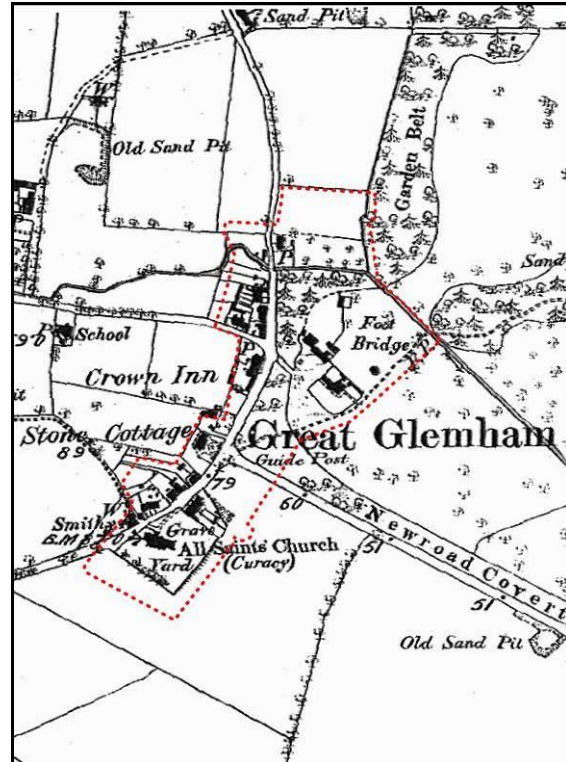 Sand Pit
W
Old Sand Pit
Garden Belt
P
Sand
P. School
P
Foot
Bridge
F.B.
Crown Inn
Stone Cottage
Great Glemham
89
Guide Post
79
W
Smithy
60
Grave
Yard
All Saints' Church
(Curacy)
51
Newroad Covert
51
Old Sand Pit